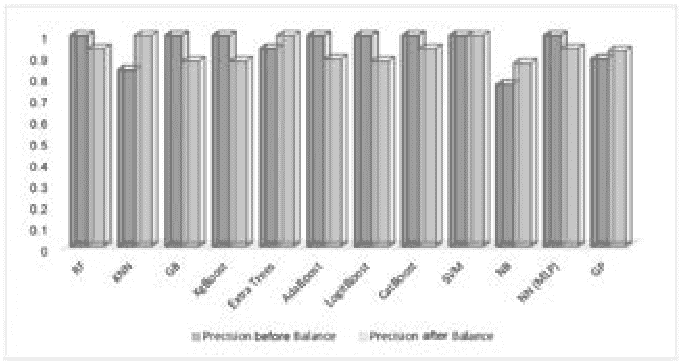 1
0.9
0.8
0.7
0.6
0.5
0.4
0.3
0.2
0.1
0
RF
KNN
GB
XgBoost
Extra Trees
AdaBoost
LogitBoost
CatBoost
SVM
NB
NN (MLP)
GP
Precision before Balance
Precision after Balance